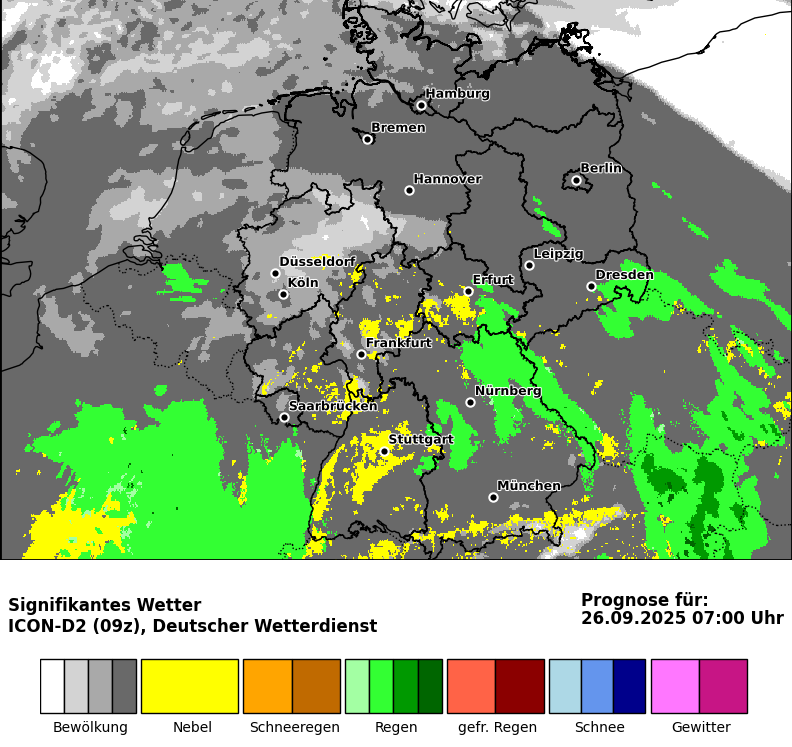 Hamburg
Bremen
Berlin
Hannover
Leipzig
Düsseldorf
Dresden
Erfurt
Köln
Frankfurt
Nürnberg
Saarbrücken
Stuttgart
München
Signifikantes Wetter
ICON-D2 (09z), Deutscher Wetterdienst
Prognose für:
26.09.2025 07:00 Uhr
Bewölkung
Nebel
Schneeregen
Regen
gefr. Regen
Schnee
Gewitter